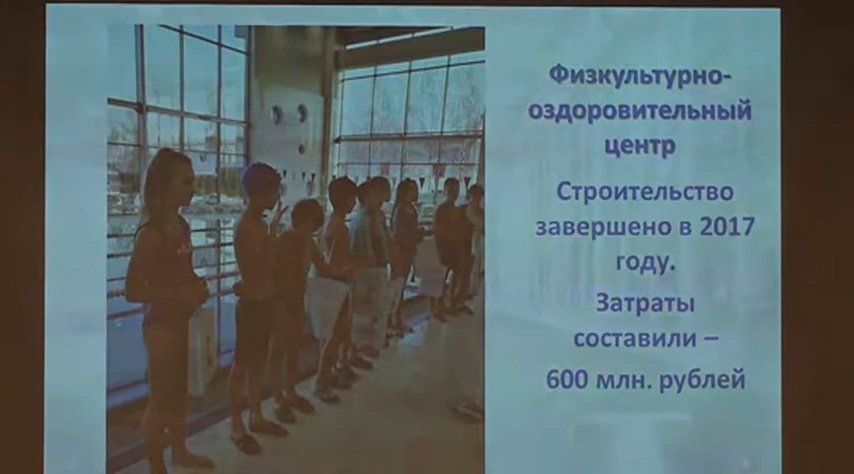 Физкультурно-
оздоровительный
центр
Строительство
завершено в 2017
году.
Затраты
составили –
600 млн. рублей